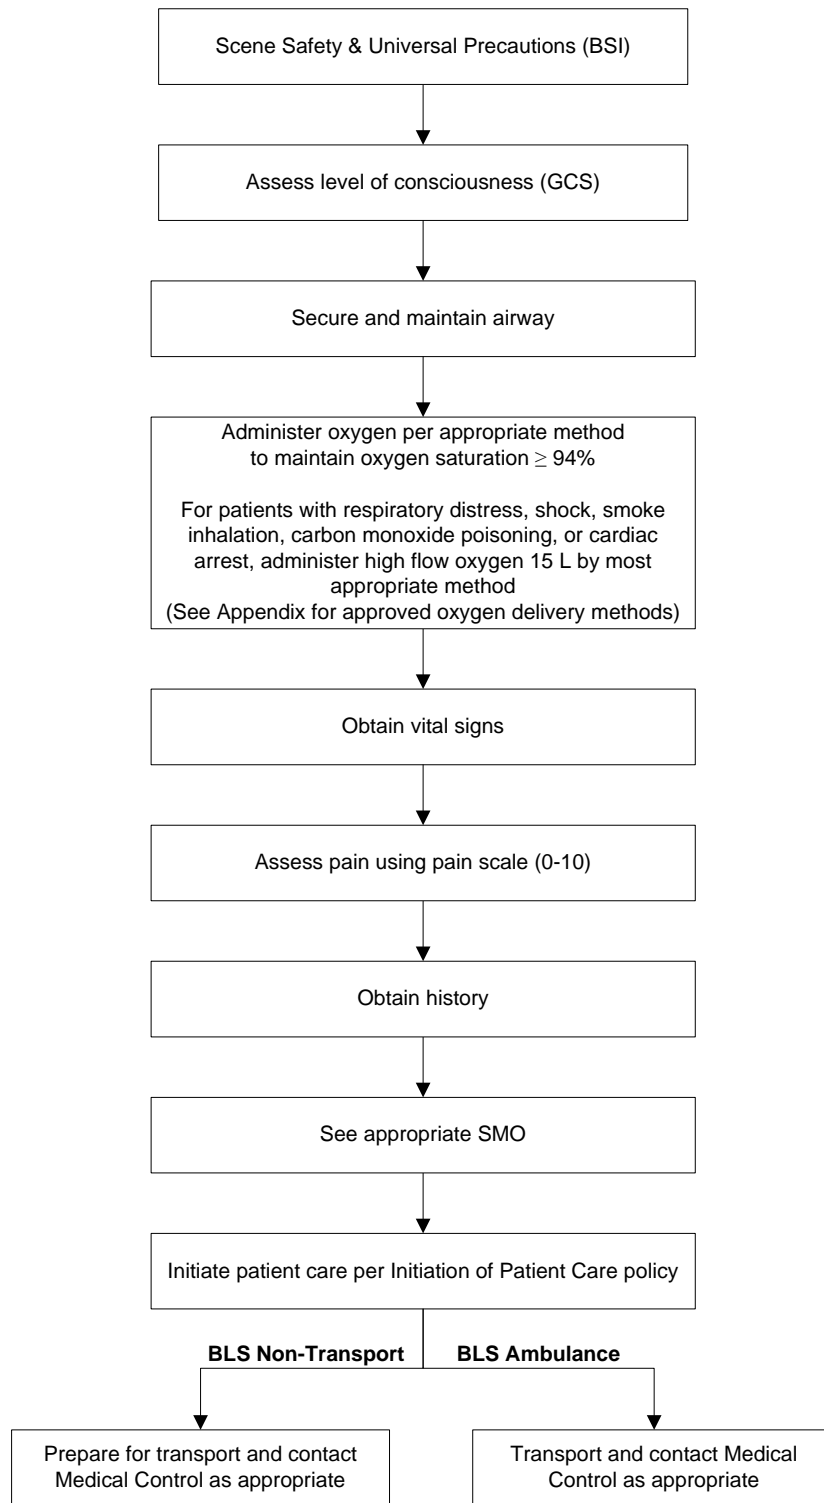 Scene Safety & Universal Precautions (BSI)
Assess level of consciousness (GCS)
Secure and maintain airway
Administer oxygen per appropriate method
to maintain oxygen saturation ≥ 94%
For patients with respiratory distress, shock, smoke
inhalation, carbon monoxide poisoning, or cardiac
arrest, administer high flow oxygen 15 L by most
appropriate method
(See Appendix for approved oxygen delivery methods)
Obtain vital signs
Assess pain using pain scale (0-10)
Obtain history
See appropriate SMO
Initiate patient care per Initiation of Patient Care policy
BLS Non-Transport
BLS Ambulance
Prepare for transport and contact
Medical Control as appropriate
Transport and contact Medical
Control as appropriate